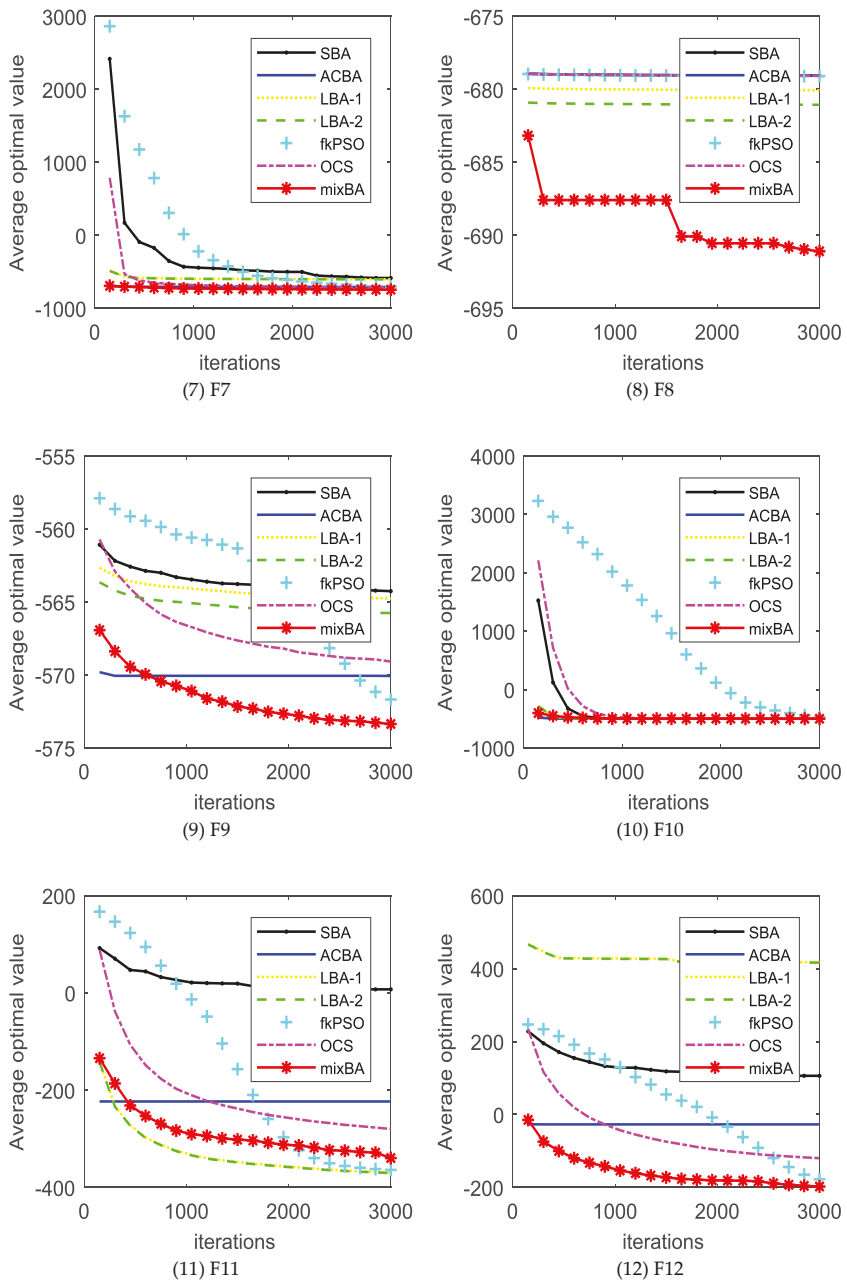 3000
2000
1000
0
-1000
Average optimal value
SBA
ACBA
LBA-1
LBA-2
fkPSO
OCS
mixBA
0 1000 2000 3000
iterations
(7) F7
-675
-680
-685
-690
-695
Average optimal value
SBA
ACBA
LBA-1
LBA-2
fkPSO
OCS
mixBA
0 1000 2000 3000
iterations
(8) F8
-555
-560
-565
-570
-575
Average optimal value
SBA
ACBA
LBA-1
LBA-2
fkPSO
OCS
mixBA
0 1000 2000 3000
iterations
(9) F9
4000
3000
2000
1000
0
-1000
Average optimal value
SBA
ACBA
LBA-1
LBA-2
fkPSO
OCS
mixBA
0 1000 2000 3000
iterations
(10) F10
200
0
-200
-400
Average optimal value
SBA
ACBA
LBA-1
LBA-2
fkPSO
OCS
mixBA
0 1000 2000 3000
iterations
(11) F11
600
400
200
0
-200
Average optimal value
SBA
ACBA
LBA-1
LBA-2
fkPSO
OCS
mixBA
0 1000 2000 3000
iterations
(12) F12